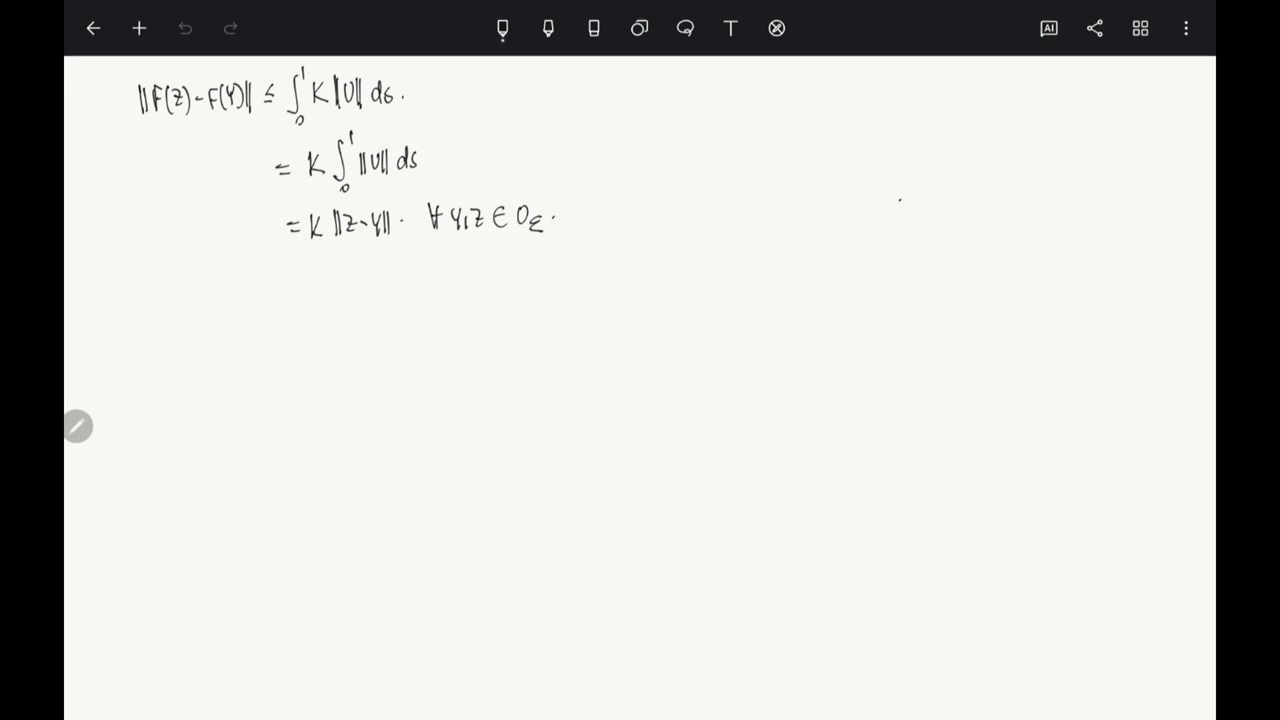 ‖F(Z)-F(Y)‖ ≤ ∫₀¹ K‖U‖ ds.
= K ∫₀¹ ‖U‖ ds
= K ‖Z-Y‖. ∀ Y,Z ∈ O_ε.